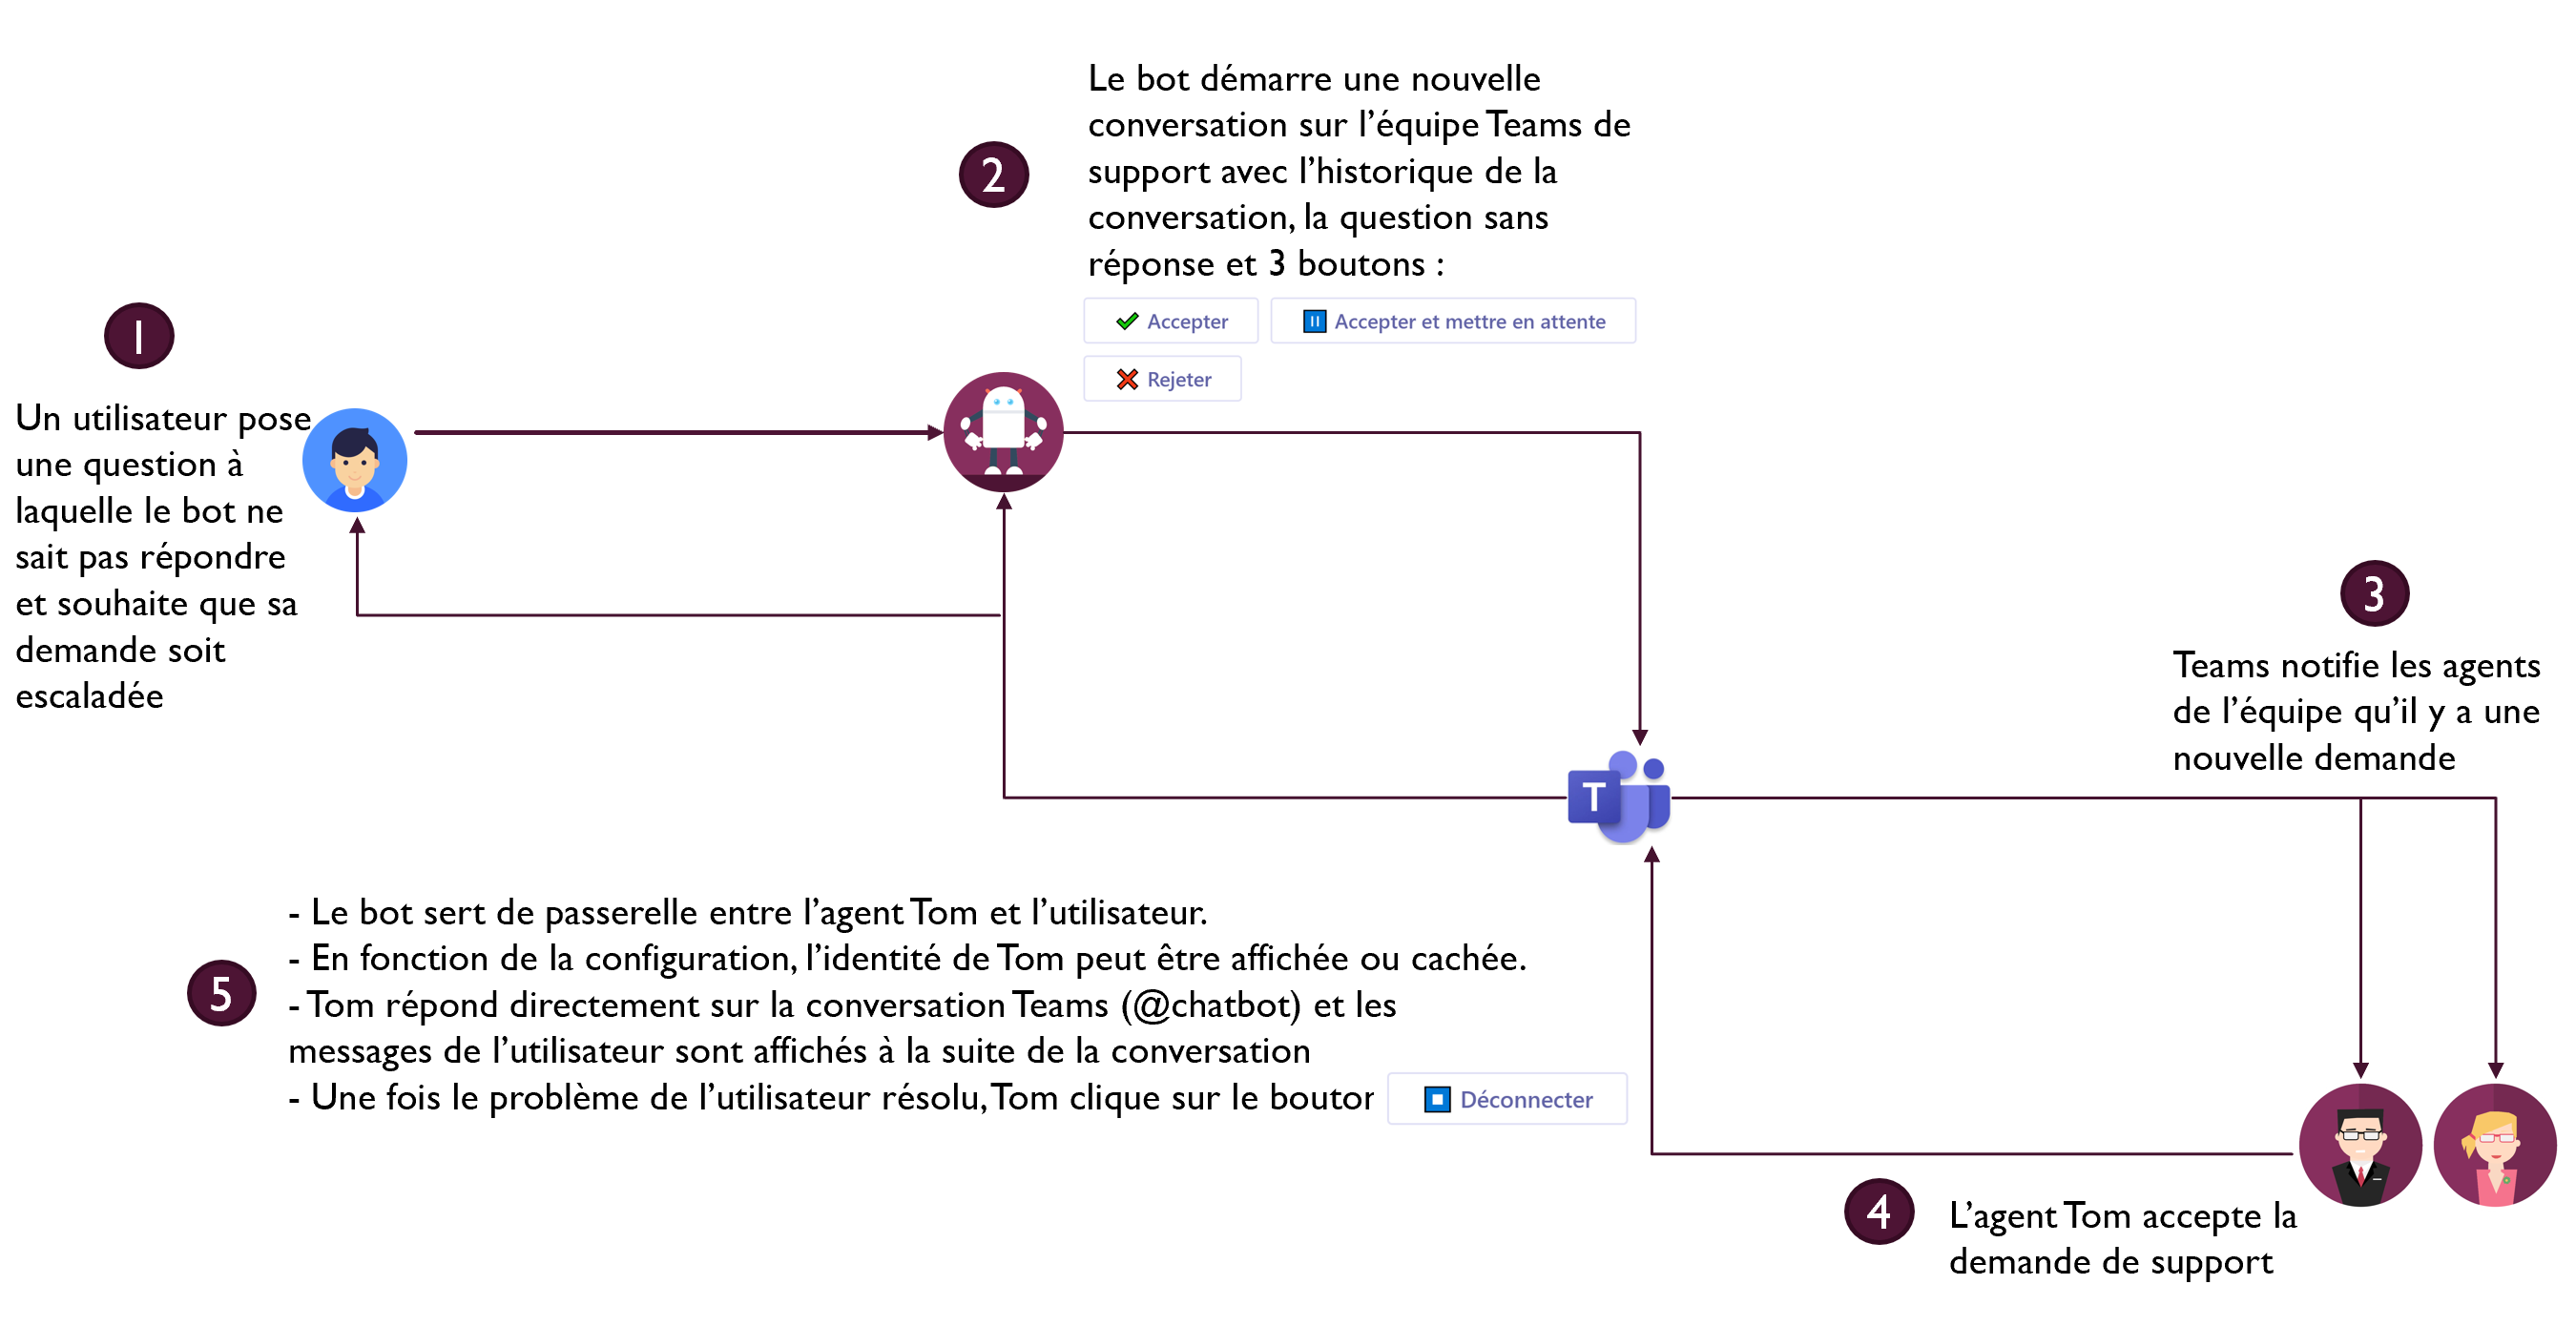 1
Un utilisateur pose
une question à
laquelle le bot ne
sait pas répondre
et souhaite que sa
demande soit
escaladée
2
Le bot démarre une nouvelle
conversation sur l’équipe Teams de
support avec l’historique de la
conversation, la question sans
réponse et 3 boutons :
Accepter
Accepter et mettre en attente
Rejeter
3
Teams notifie les agents
de l’équipe qu’il y a une
nouvelle demande
T
4
L’agent Tom accepte la
demande de support
5
- Le bot sert de passerelle entre l’agent Tom et l’utilisateur.
- En fonction de la configuration, l’identité de Tom peut être affichée ou cachée.
- Tom répond directement sur la conversation Teams (@chatbot) et les
messages de l’utilisateur sont affichés à la suite de la conversation
- Une fois le problème de l’utilisateur résolu, Tom clique sur le bouton
Déconnecter